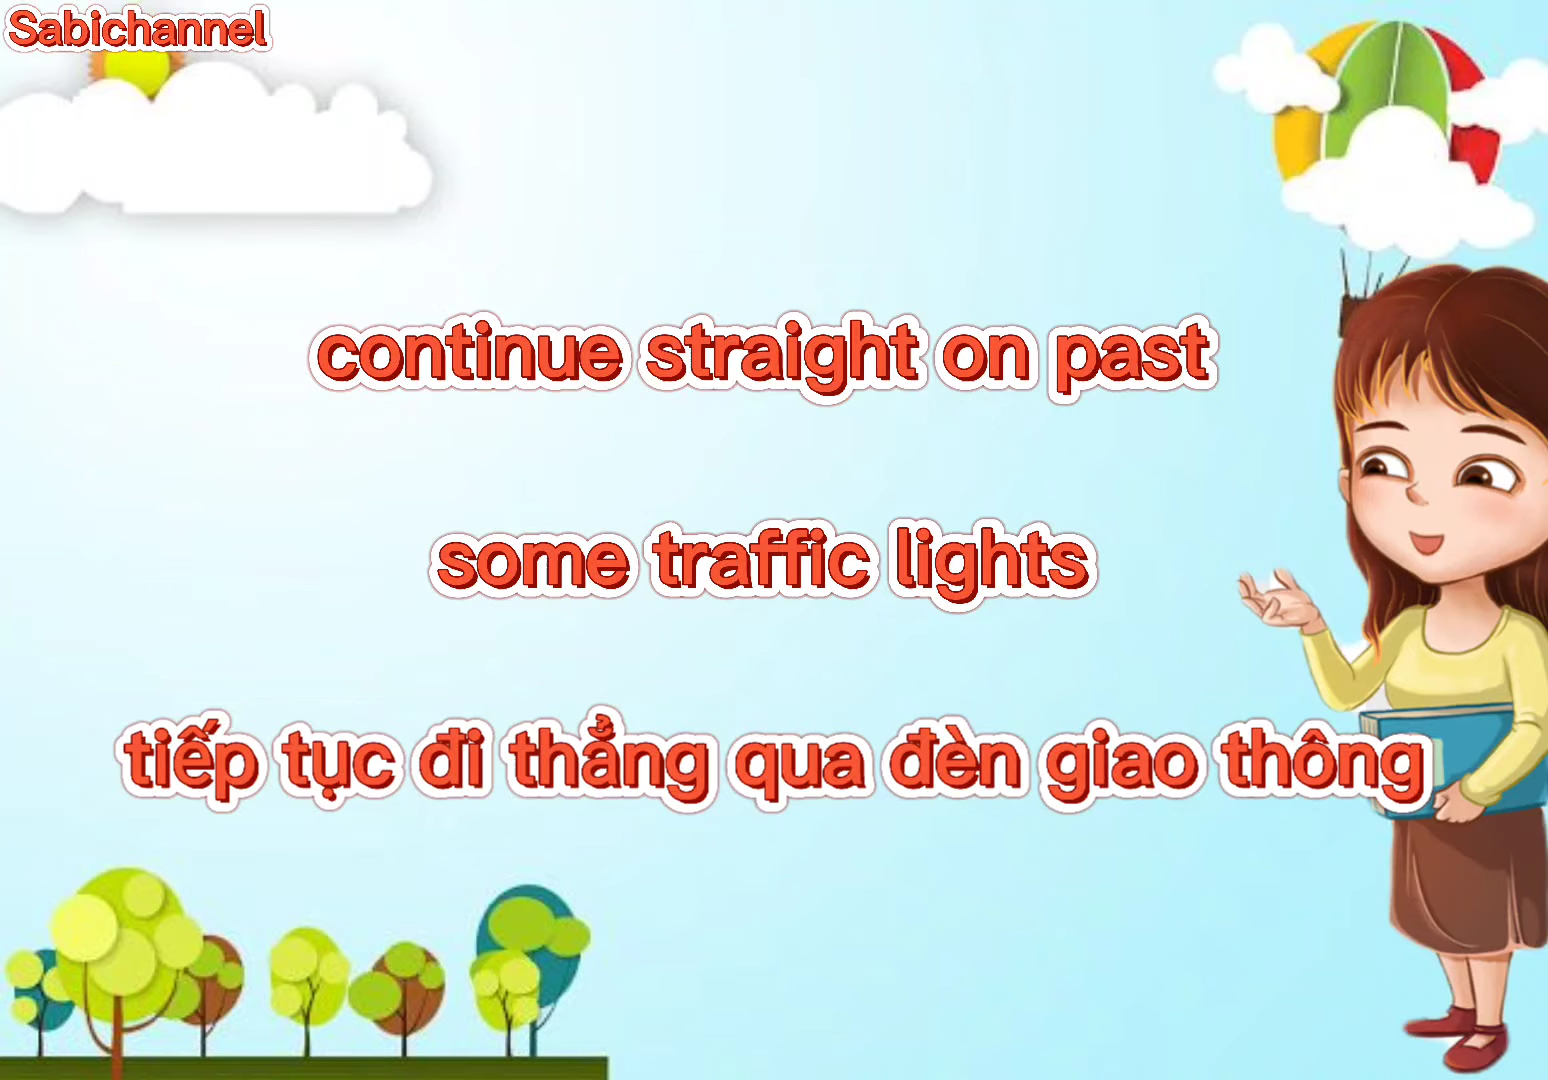 Sabichannel
continue straight on past
some traffic lights
tiếp tục đi thẳng qua đèn giao thông